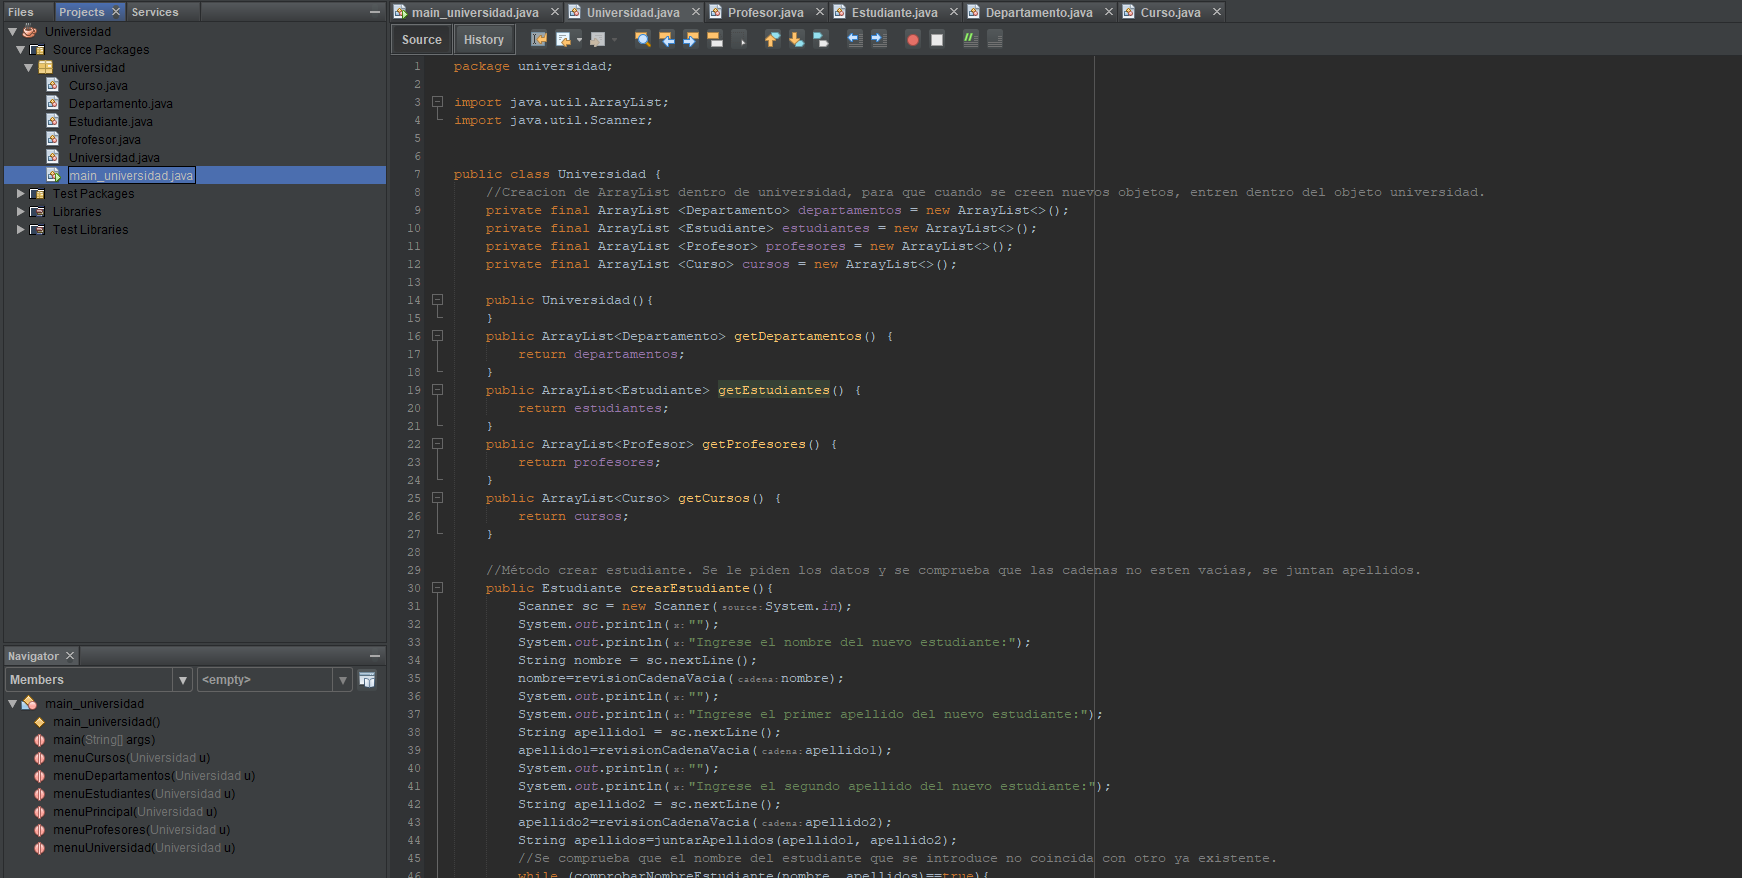 Files Projects Services
Universidad
Source Packages
universidad
Curso.java
Departamento.java
Estudiante.java
Profesor.java
Universidad.java
main_universidad.java
Test Packages
Libraries
Test Libraries
Navigator
Members <empty>
main_universidad
main_universidad()
main(String[] args)
menuCursos(Universidad u)
menuDepartamentos(Universidad u)
menuEstudiantes(Universidad u)
menuPrincipal(Universidad u)
menuProfesores(Universidad u)
menuUniversidad(Universidad u)
main_universidad.java Universidad.java Profesor.java Estudiante.java Departamento.java Curso.java
Source History
1 package universidad;
2
3 import java.util.ArrayList;
4 import java.util.Scanner;
5
6
7 public class Universidad {
8 //Creacion de ArrayList dentro de universidad, para que cuando se creen nuevos objetos, entren dentro del objeto universidad.
9 private final ArrayList <Departamento> departamentos = new ArrayList<>();
10 private final ArrayList <Estudiante> estudiantes = new ArrayList<>();
11 private final ArrayList <Profesor> profesores = new ArrayList<>();
12 private final ArrayList <Curso> cursos = new ArrayList<>();
13
14 public Universidad(){
15 }
16 public ArrayList<Departamento> getDepartamentos() {
17 return departamentos;
18 }
19 public ArrayList<Estudiante> getEstudiantes() {
20 return estudiantes;
21 }
22 public ArrayList<Profesor> getProfesores() {
23 return profesores;
24 }
25 public ArrayList<Curso> getCursos() {
26 return cursos;
27 }
28
29 //Método crear estudiante. Se le piden los datos y se comprueba que las cadenas no esten vacías, se juntan apellidos.
30 public Estudiante crearEstudiante(){
31 Scanner sc = new Scanner( source: System.in);
32 System.out.println( x: "");
33 System.out.println( x: "Ingrese el nombre del nuevo estudiante:");
34 String nombre = sc.nextLine();
35 nombre=revisionCadenaVacia( cadena: nombre);
36 System.out.println( x: "");
37 System.out.println( x: "Ingrese el primer apellido del nuevo estudiante:");
38 String apellido1 = sc.nextLine();
39 apellido1=revisionCadenaVacia( cadena: apellido1);
40 System.out.println( x: "");
41 System.out.println( x: "Ingrese el segundo apellido del nuevo estudiante:");
42 String apellido2 = sc.nextLine();
43 apellido2=revisionCadenaVacia( cadena: apellido2);
44 String apellidos=juntarApellidos(apellido1, apellido2);
45 //Se comprueba que el nombre del estudiante que se introduce no coincida con otro ya existente.
46 while (comprobarNombreEstudiante(nombre, apellidos)==true){